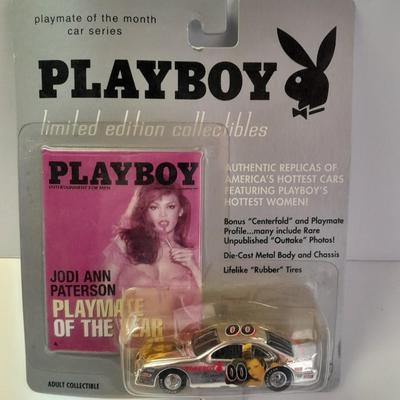 playmate of the month
car series
PLAYBOY
limited edition collectibles
PLAYBOY
ENTERTAINMENT FOR MEN
JODI ANN
PATERSON
PLAYMATE
OF THE YEAR
AUTHENTIC REPLICAS OF
AMERICA'S HOTTEST CARS
FEATURING PLAYBOY'S
HOTTEST WOMEN!
Bonus "Centerfold" and Playmate
Profile...many include Rare
Unpublished "Outtake" Photos!
Die-Cast Metal Body and Chassis
Lifelike "Rubber" Tires
00
00
ADULT COLLECTIBLE